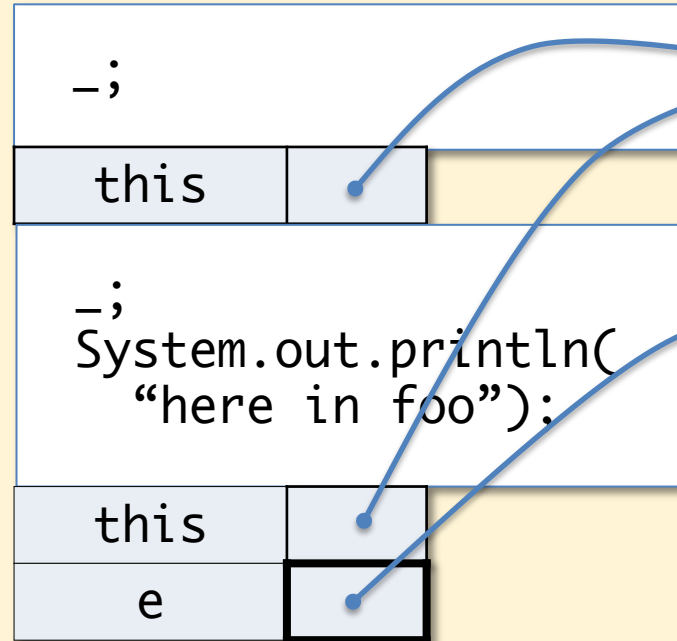 _;
this
_;
System.out.println(
“here in foo”);
this
e